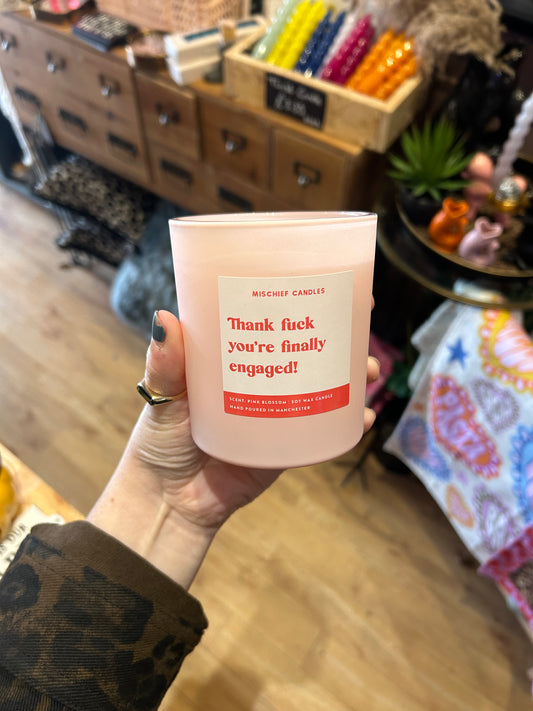 MISCHIEF CANDLES
Thank fuck
you're finally
engaged!
SCENT: PINK BLOSSOM | SOY WAX CANDLE
HAND POURED IN MANCHESTER